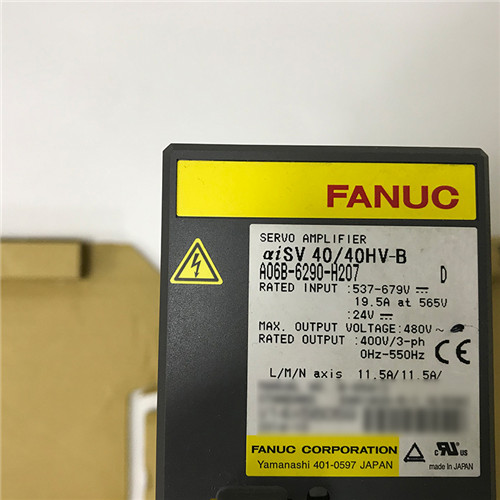 FANUC
SERVO AMPLIFIER
αiSV 40/40HV-B
A06B-6290-H207 D
RATED INPUT :537-679V⎓
19.5A at 565V
:24V⎓
MAX. OUTPUT VOLTAGE:480V~
RATED OUTPUT :400V/3-ph
0Hz-550Hz
CE
L/M/N axis 11.5A/11.5A/
FANUC CORPORATION
Yamanashi 401-0597 JAPAN
c RU US
made in Japan